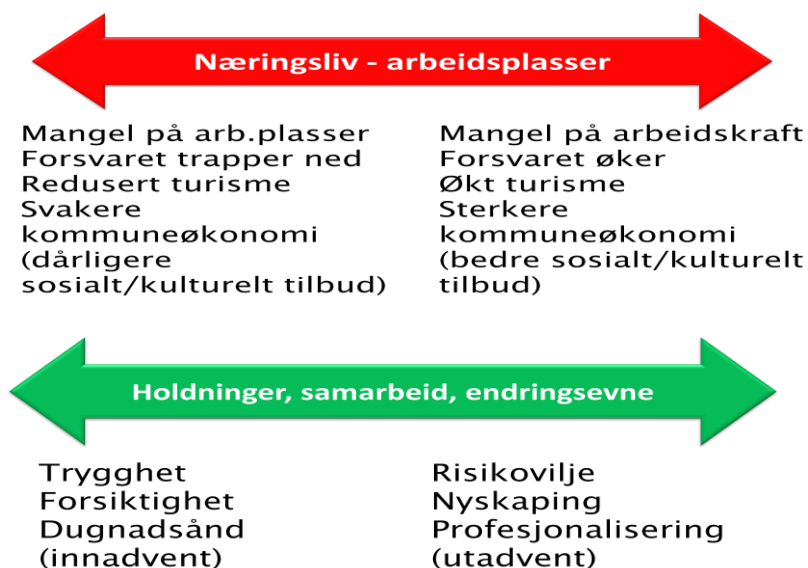 Næringsliv - arbeidsplasser
Mangel på arb.plasser
Forsvaret trapper ned
Redusert turisme
Svakere
kommuneøkonomi
(dårligere
sosialt/kulturelt tilbud)
Mangel på arbeidskraft
Forsvaret øker
Økt turisme
Sterkere
kommuneøkonomi
(bedre sosialt/kulturelt
tilbud)
Holdninger, samarbeid, endringsevne
Trygghet
Forsiktighet
Dugnadsånd
(innadvent)
Risikovilje
Nyskaping
Profesjonalisering
(utadvent)